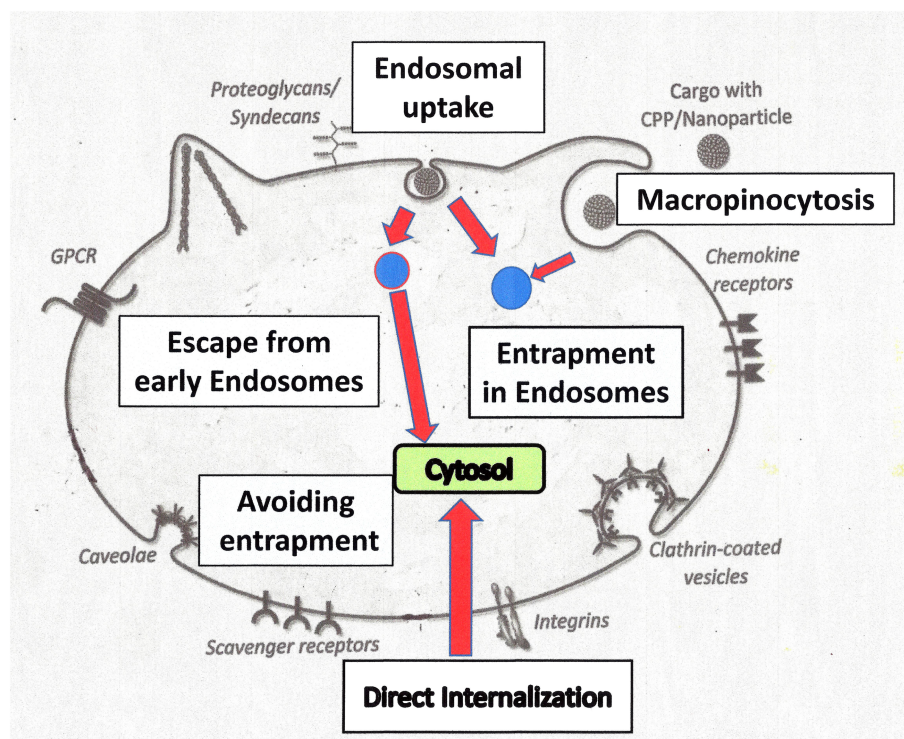 Endosomal
uptake
Proteoglycans/
Syndecans
Cargo with
CPP/Nanoparticle
Macropinocytosis
GPCR
Chemokine
receptors
Escape from
early Endosomes
Entrapment
in Endosomes
Cytosol
Avoiding
entrapment
Caveolae
Clathrin-coated
vesicles
Integrins
Scavenger receptors
Direct Internalization